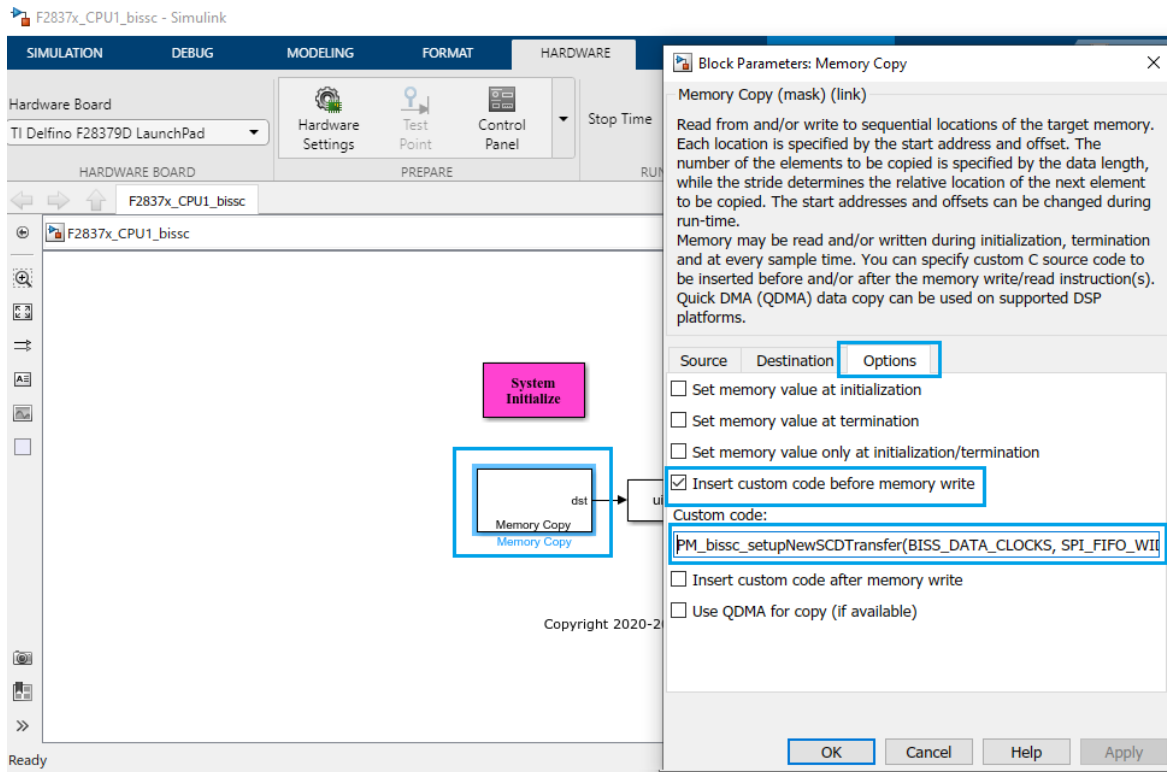 F2837x_CPU1_bissc - Simulink
SIMULATION
DEBUG
MODELING
FORMAT
HARDWARE
Hardware Board
TI Delfino F28379D LaunchPad
HARDWARE BOARD
Hardware
Settings
Test
Point
Control
Panel
PREPARE
Stop Time
RUN
F2837x_CPU1_bissc
F2837x_CPU1_bissc
System
Initialize
dst
Memory Copy
Memory Copy
ui
Copyright 2020-2
Ready
Block Parameters: Memory Copy
Memory Copy (mask) (link)
Read from and/or write to sequential locations of the target memory.
Each location is specified by the start address and offset. The
number of the elements to be copied is specified by the data length,
while the stride determines the relative location of the next element
to be copied. The start addresses and offsets can be changed during
run-time.
Memory may be read and/or written during initialization, termination
and at every sample time. You can specify custom C source code to
be inserted before and/or after the memory write/read instruction(s).
Quick DMA (QDMA) data copy can be used on supported DSP
platforms.
Source
Destination
Options
Set memory value at initialization
Set memory value at termination
Set memory value only at initialization/termination
Insert custom code before memory write
Custom code:
PM_bissc_setupNewSCDTransfer(BISS_DATA_CLOCKS, SPI_FIFO_WID
Insert custom code after memory write
Use QDMA for copy (if available)
OK
Cancel
Help
Apply